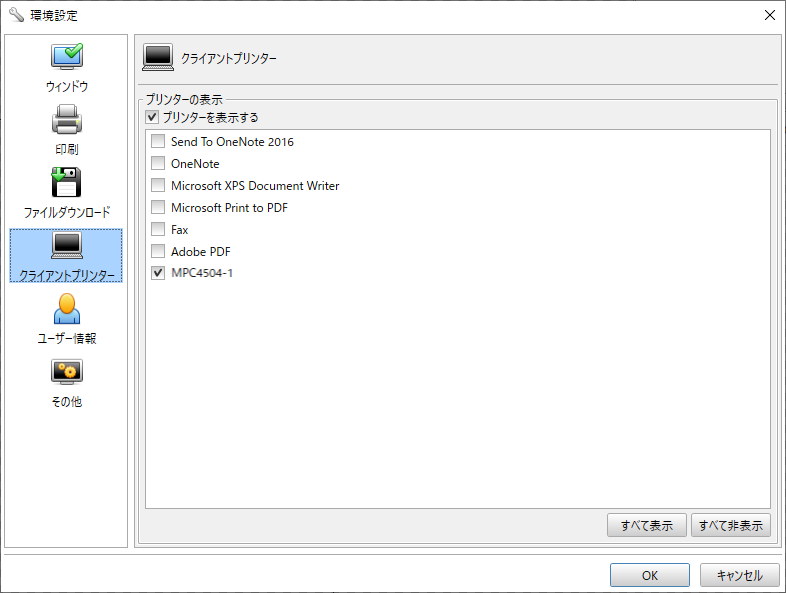 環境設定
ウィンドウ
印刷
ファイルダウンロード
クライアントプリンター
ユーザー情報
その他
クライアントプリンター
プリンターの表示
プリンターを表示する
Send To OneNote 2016
OneNote
Microsoft XPS Document Writer
Microsoft Print to PDF
Fax
Adobe PDF
MPC4504-1
すべて表示
すべて非表示
OK
キャンセル